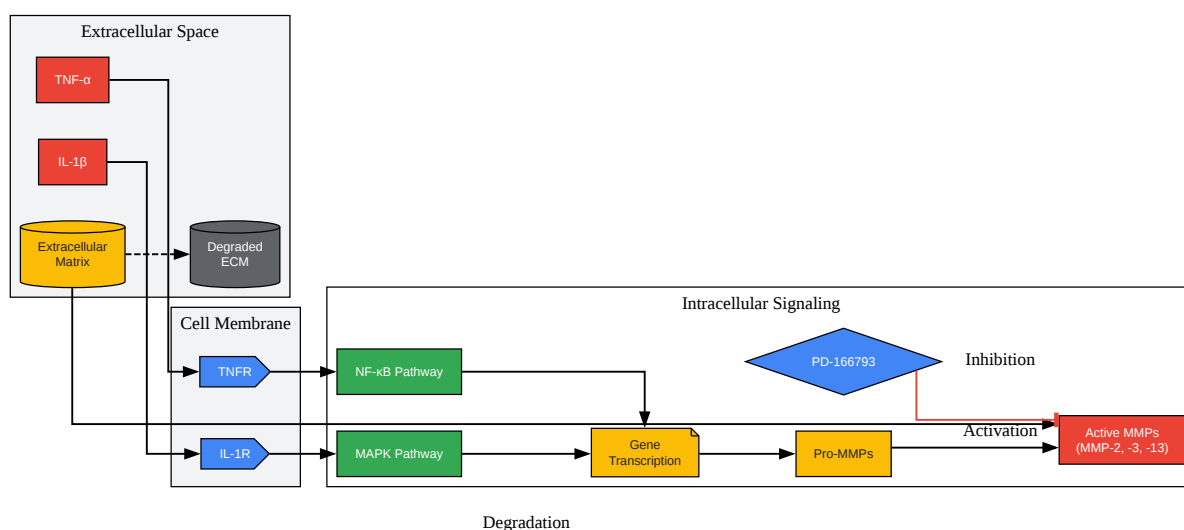 Extracellular Space
TNF-α
IL-1β
Extracellular
Matrix
Degraded
ECM
Cell Membrane
TNFR
IL-1R
Intracellular Signaling
NF-κB Pathway
MAPK Pathway
Gene
Transcription
Pro-MMPs
PD-166793
Inhibition
Activation
Active MMPs
(MMP-2, -3, -13)
Degradation